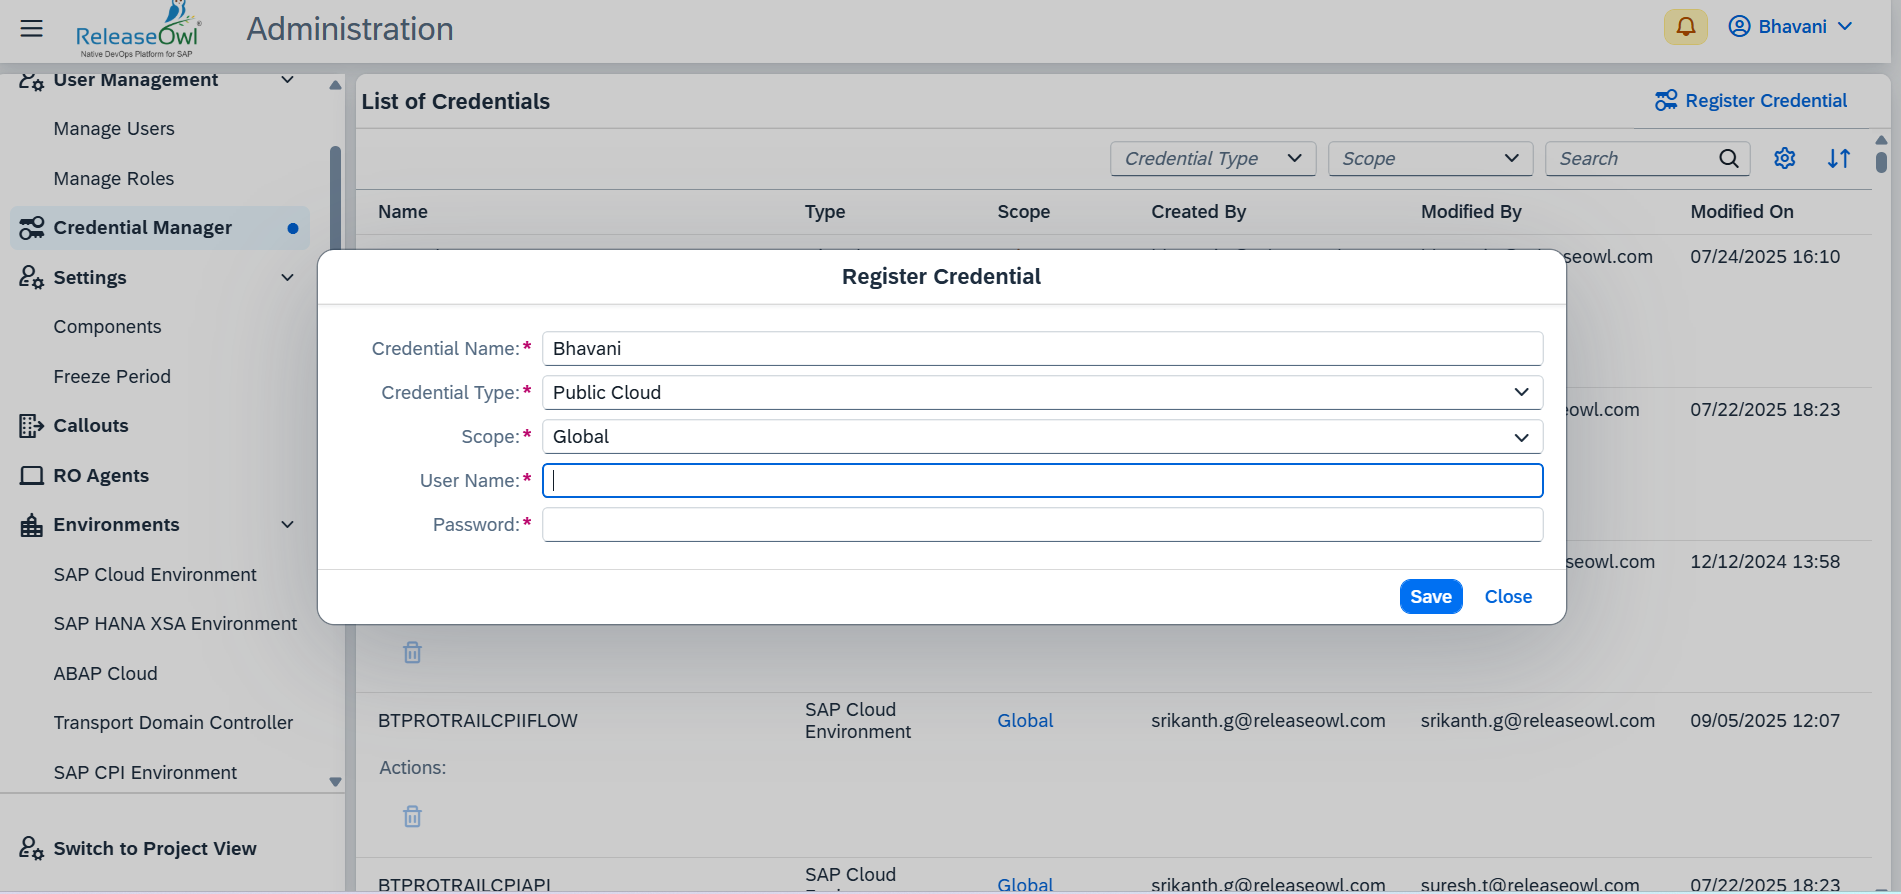 ReleaseOwl
Native DevOps Platform for SAP
Administration
Bhavani
User Management
Manage Users
Manage Roles
Credential Manager
Settings
Components
Freeze Period
Callouts
RO Agents
Environments
SAP Cloud Environment
SAP HANA XSA Environment
ABAP Cloud
Transport Domain Controller
SAP CPI Environment
Switch to Project View
List of Credentials
Register Credential
Credential Type
Scope
Search
Name Type Scope Created By Modified By Modified On
seowl.com 07/24/2025 16:10
owl.com 07/22/2025 18:23
seowl.com 12/12/2024 13:58
Register Credential
Credential Name:* Bhavani
Credential Type:* Public Cloud
Scope:* Global
User Name:*
Password:*
Save Close
BTPROTRAILCPIIFLOW SAP Cloud Environment Global srikanth.g@releaseowl.com srikanth.g@releaseowl.com 09/05/2025 12:07
Actions:
BTPROTRAILCPIAPI SAP Cloud Global srikanth.g@releaseowl.com suresh.t@releaseowl.com 07/22/2025 18:23